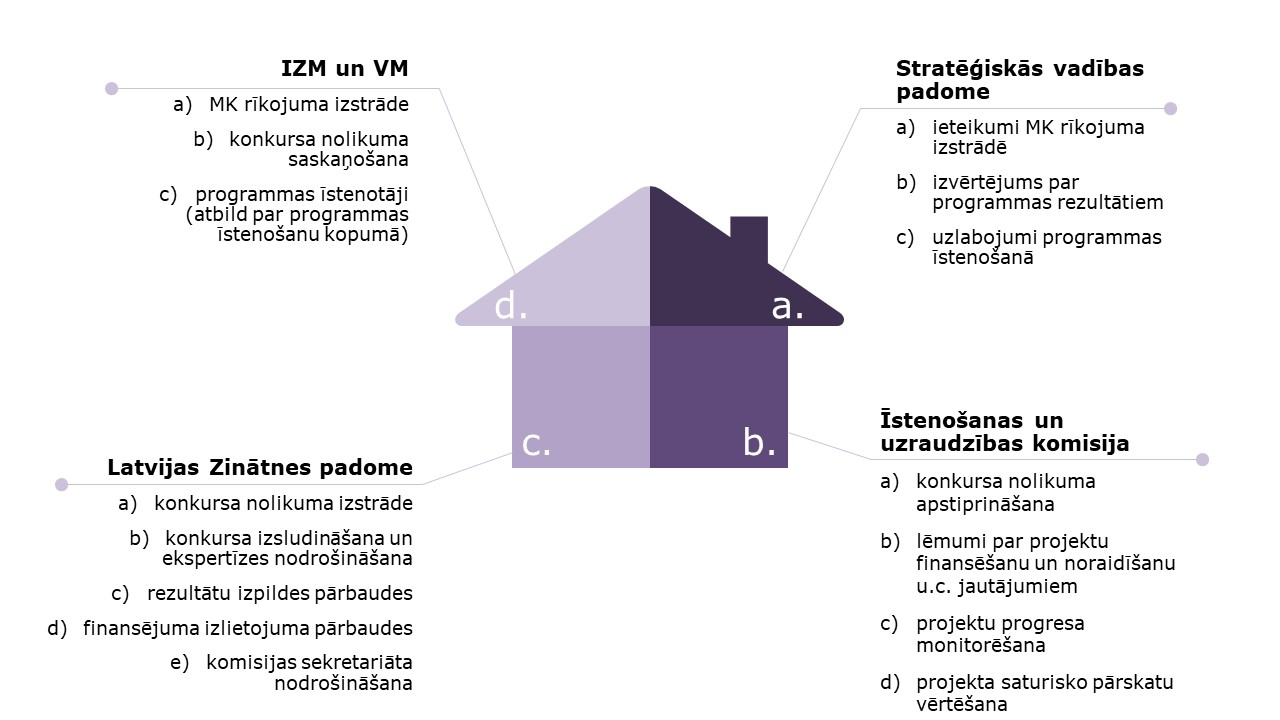 IZM un VM
a) MK rīkojuma izstrāde
b) konkursa nolikuma
saskaņošana
c) programmas īstenotāji
(atbild par programmas
īstenošanu kopumā)
Stratēģiskās vadības
padome
a) ieteikumi MK rīkojuma
izstrādē
b) izvērtējums par
programmas rezultātiem
c) uzlabojumi programmas
īstenošanā
d.
a.
c.
b.
Latvijas Zinātnes padome
a) konkursa nolikuma izstrāde
b) konkursa izsludināšana un
ekspertīzes nodrošināšana
c) rezultātu izpildes pārbaudes
d) finansējuma izlietojuma pārbaudes
e) komisijas sekretariāta
nodrošināšana
Īstenošanas un
uzraudzības komisija
a) konkursa nolikuma
apstiprināšana
b) lēmumi par projektu
finansēšanu un noraidīšanu
u.c. jautājumiem
c) projektu progresa
monitorēšana
d) projekta saturisko pārskatu
vērtēšana